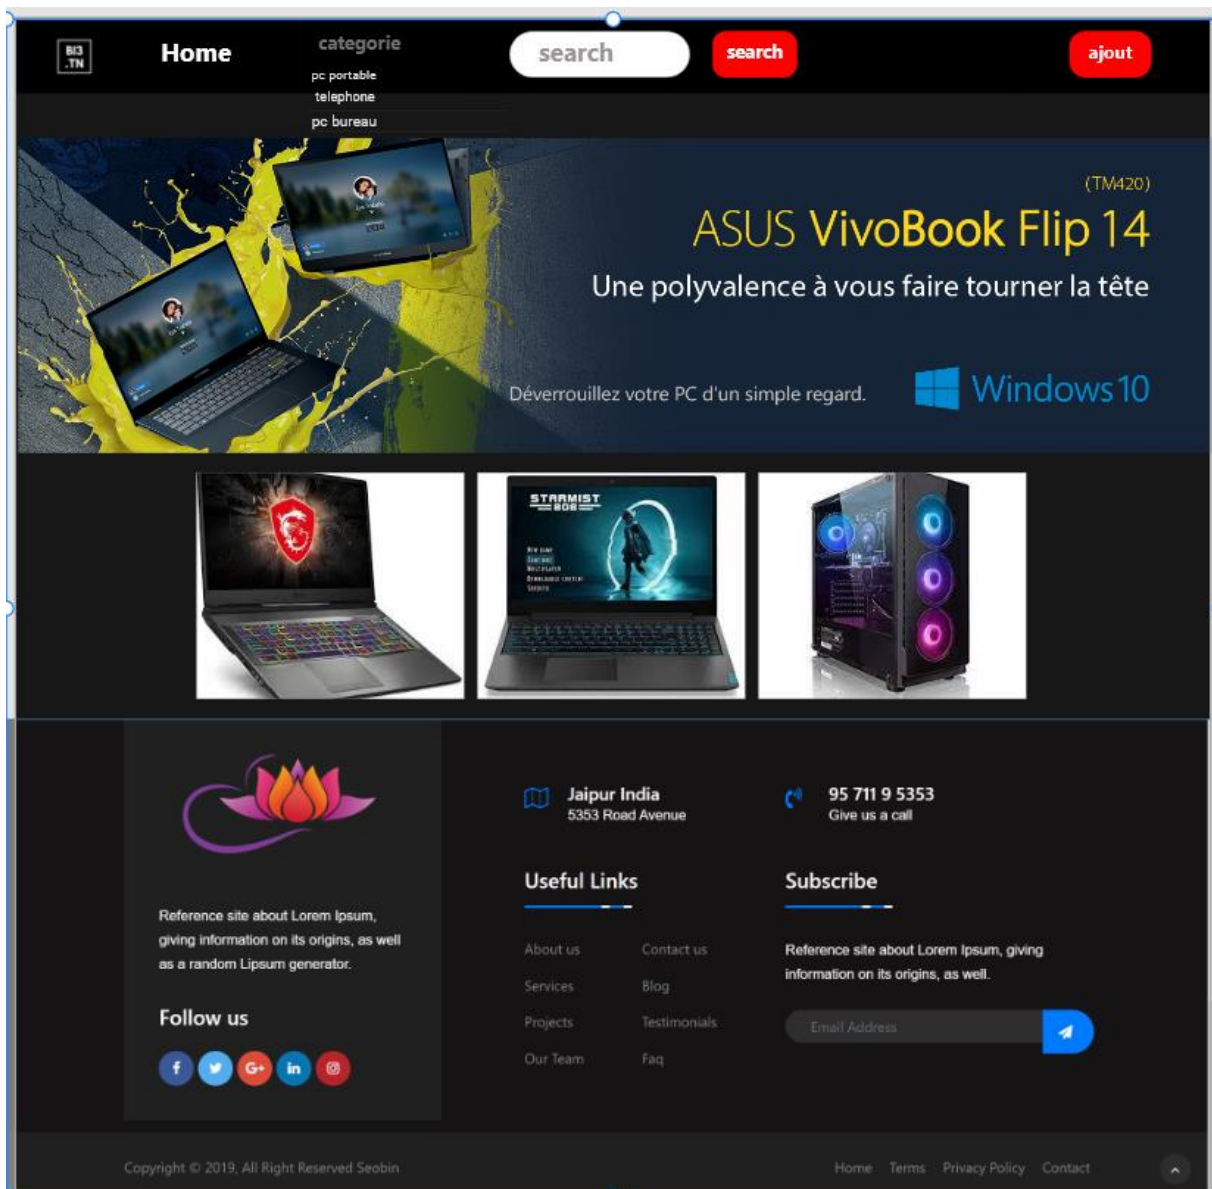 BI3
.TN
Home
categorie
search
search
ajout
pc portable
telephone
pc bureau
(TM420)
ASUS VivoBook Flip 14
Une polyvalence à vous faire tourner la tête
Déverrouillez votre PC d'un simple regard.
Windows 10
STARMIST
808
Jaipur India
5353 Road Avenue
95 711 9 5353
Give us a call
Reference site about Lorem Ipsum,
giving information on its origins, as well
as a random Lipsum generator.
Follow us
f
G+
in
Useful Links
About us
Contact us
Services
Blog
Projects
Testimonials
Our Team
Faq
Subscribe
Reference site about Lorem Ipsum, giving
information on its origins, as well.
Email Address
Copyright © 2019, All Right Reserved Seobin
Home Terms Privacy Policy Contact